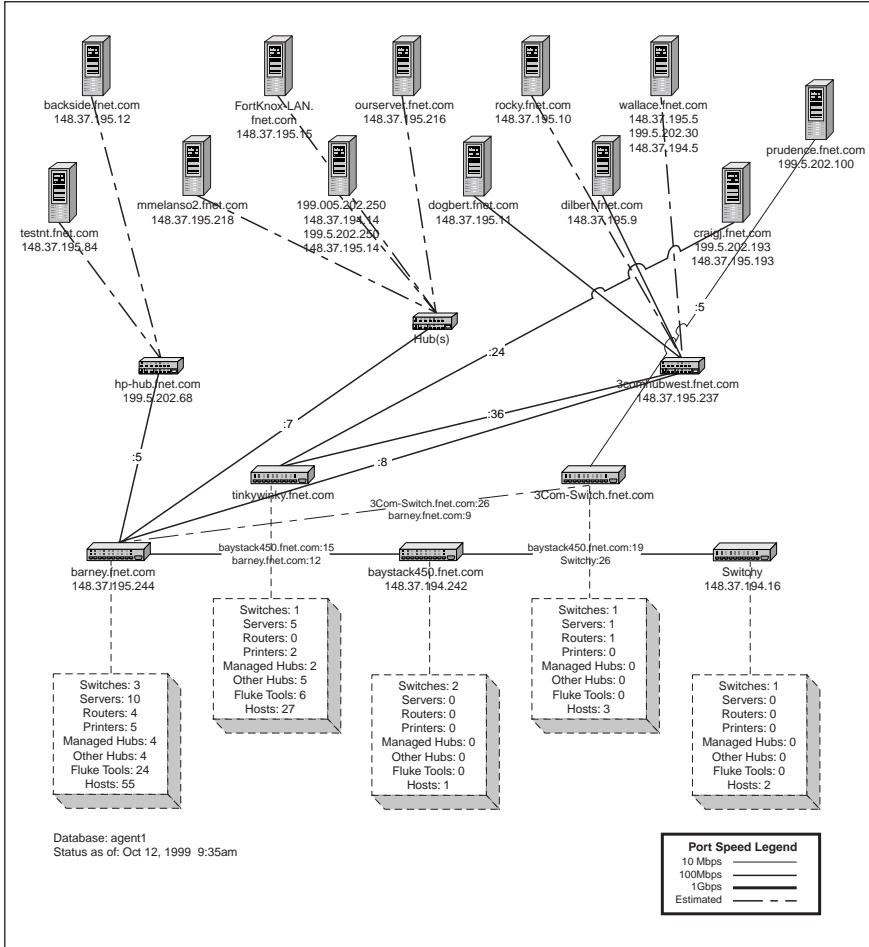 backside.fnet.com
148.37.195.12
FortKnox-LAN.
fnet.com
148.37.195.15
ourserver.fnet.com
148.37.195.216
rocky.fnet.com
148.37.195.10
wallace.fnet.com
148.37.195.5
199.5.202.30
148.37.194.5
prudence.fnet.com
199.5.202.100
testnt.fnet.com
148.37.195.84
mmelanso2.fnet.com
148.37.195.218
199.005.202.250
148.37.194.14
199.5.202.250
148.37.195.14
dogbert.fnet.com
148.37.195.11
dilbert.fnet.com
148.37.195.9
craigj.fnet.com
199.5.202.193
148.37.195.193
:5
Hub(s)
:24
hp-hub.fnet.com
199.5.202.68
3comhubwest.fnet.com
148.37.195.237
:7
:36
:5
:8
tinkywinky.fnet.com
3Com-Switch.fnet.com
3Com-Switch.fnet.com:26
barney.fnet.com:9
baystack450.fnet.com:15
barney.fnet.com:12
baystack450.fnet.com:19
Switchy:26
barney.fnet.com
148.37.195.244
baystack450.fnet.com
148.37.194.242
Switchy
148.37.194.16
Switches: 1
Servers: 5
Routers: 0
Printers: 2
Managed Hubs: 2
Other Hubs: 5
Fluke Tools: 6
Hosts: 27
Switches: 1
Servers: 1
Routers: 1
Printers: 0
Managed Hubs: 0
Other Hubs: 0
Fluke Tools: 0
Hosts: 3
Switches: 3
Servers: 10
Routers: 4
Printers: 5
Managed Hubs: 4
Other Hubs: 4
Fluke Tools: 24
Hosts: 55
Switches: 2
Servers: 0
Routers: 0
Printers: 0
Managed Hubs: 0
Other Hubs: 0
Fluke Tools: 0
Hosts: 1
Switches: 1
Servers: 0
Routers: 0
Printers: 0
Managed Hubs: 0
Other Hubs: 0
Fluke Tools: 0
Hosts: 2
Database: agent1
Status as of: Oct 12, 1999 9:35am
Port Speed Legend
10 Mbps
100Mbps
1Gbps
Estimated